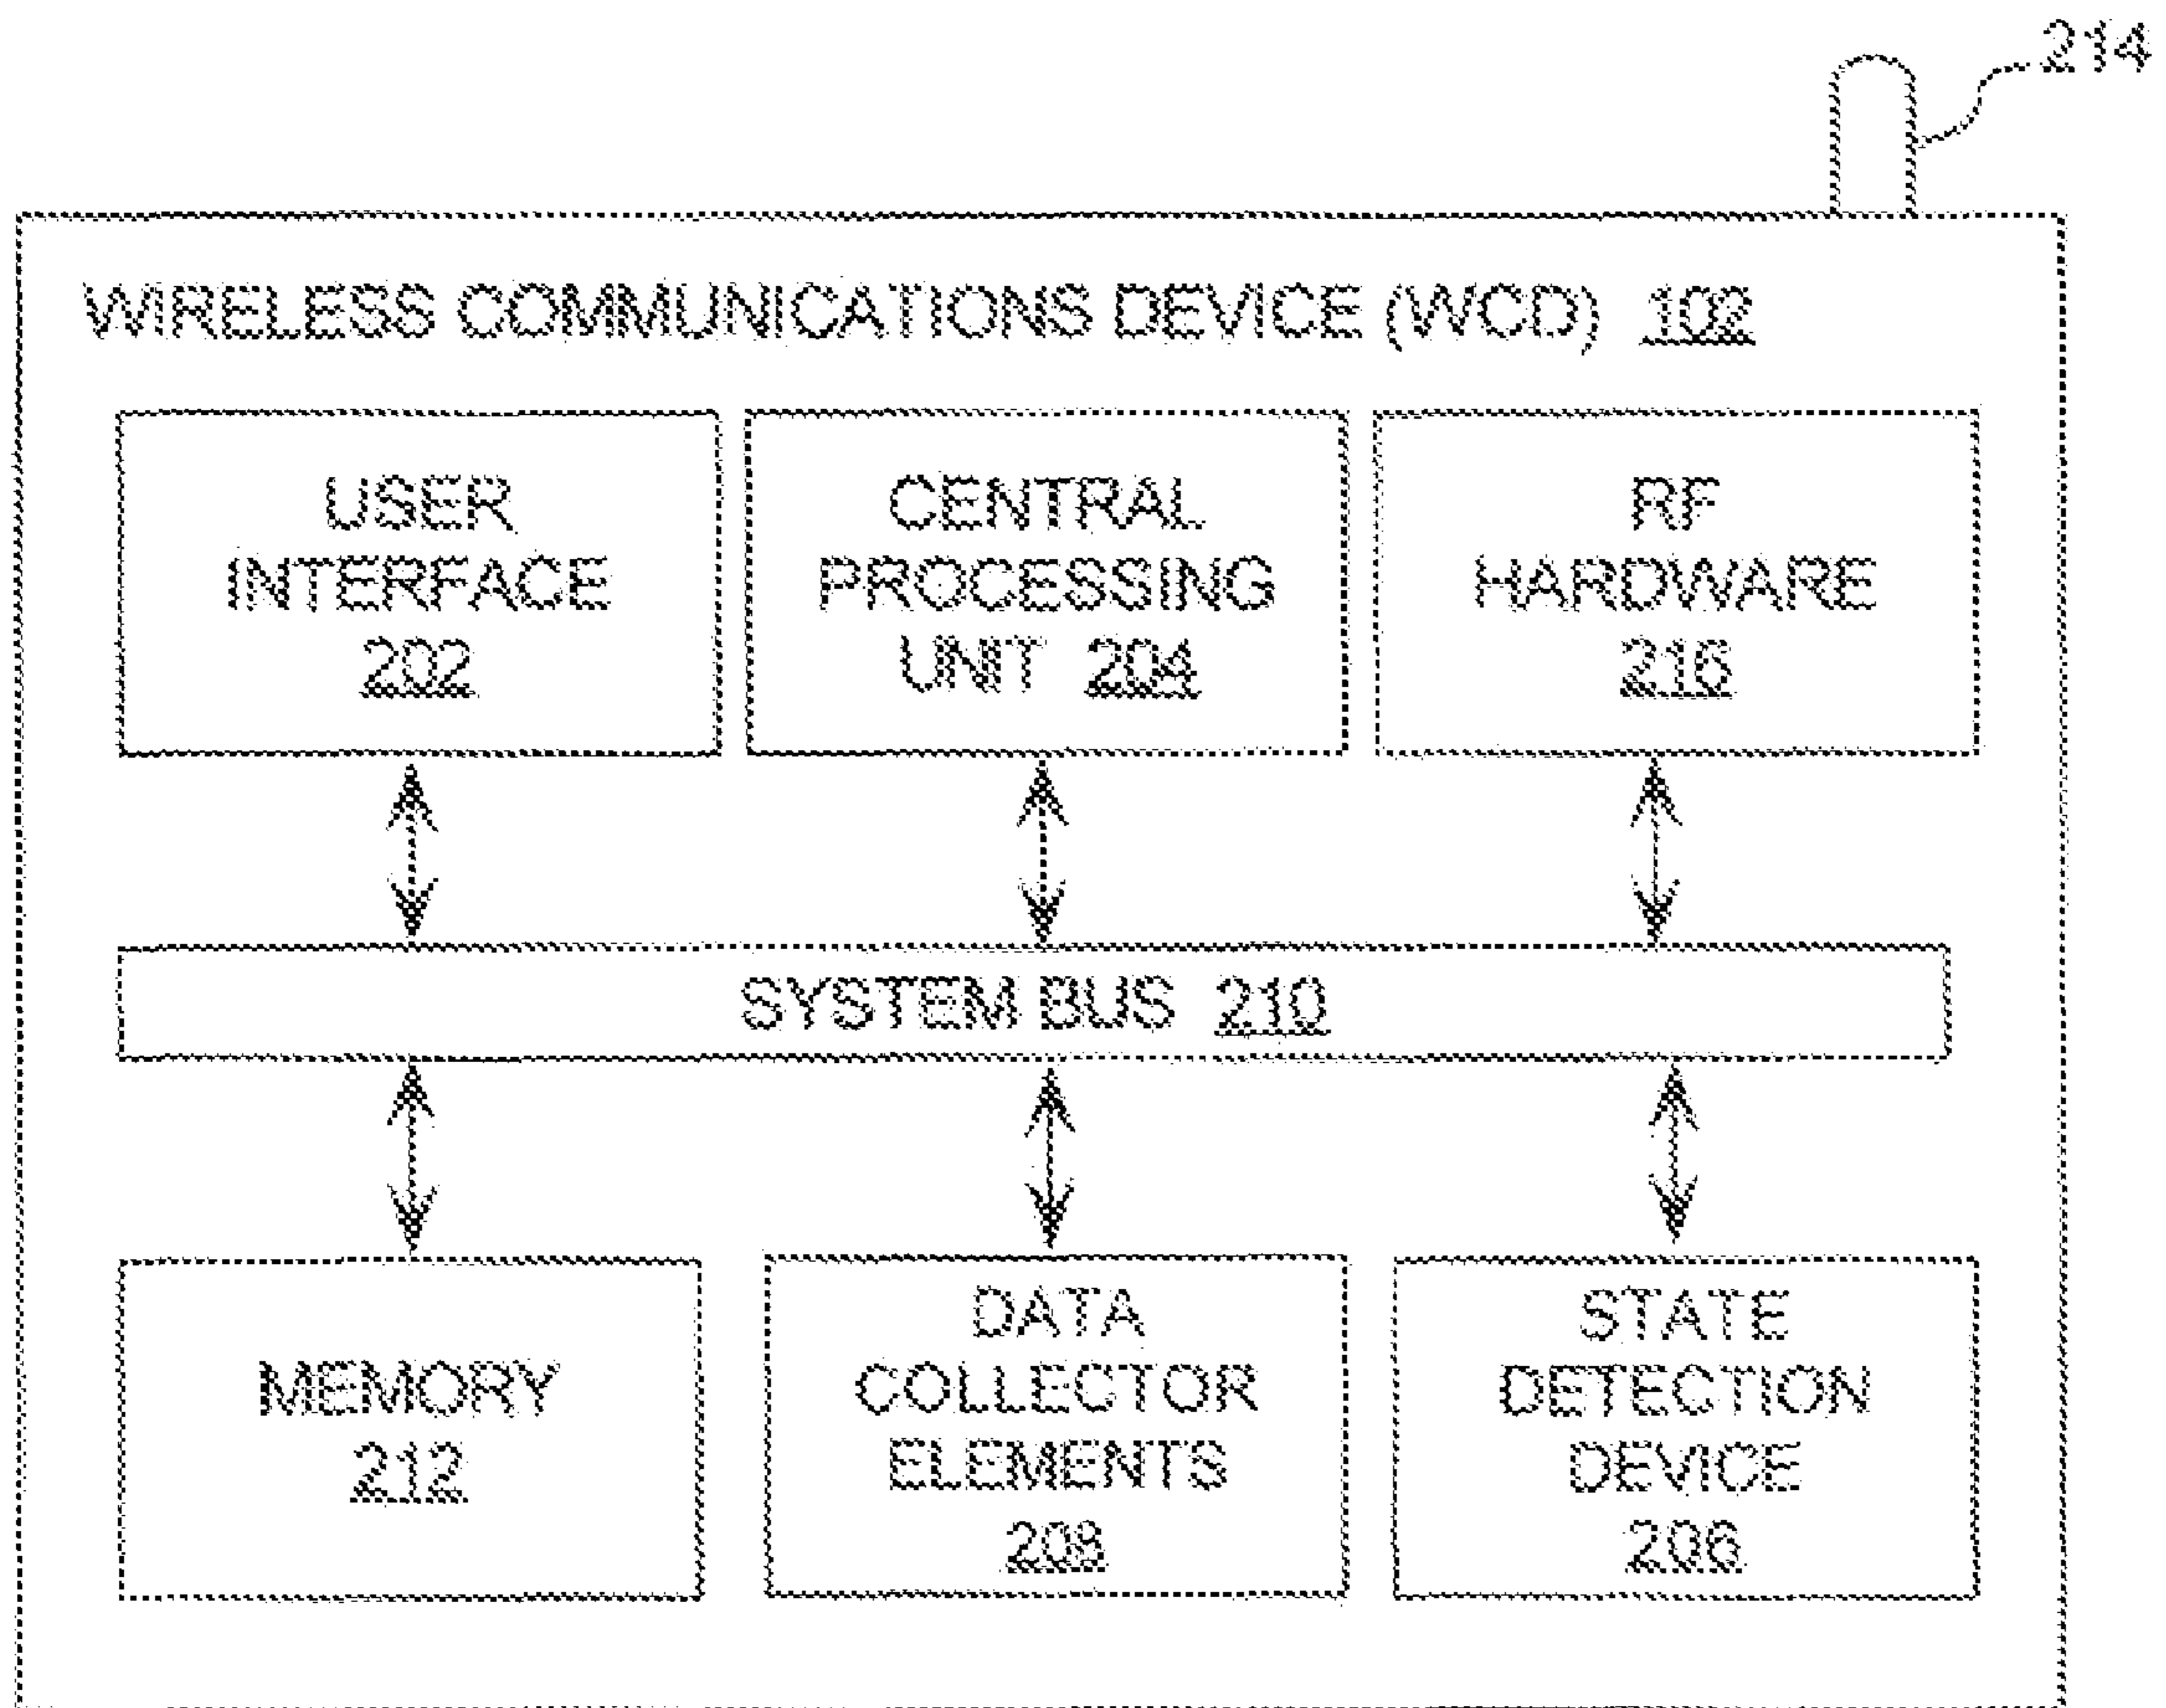 214
WIRELESS COMMUNICATIONS DEVICE (WCD) 102
USER
INTERFACE
202
CENTRAL
PROCESSING
UNIT 204
RF
HARDWARE
216
SYSTEM BUS 210
MEMORY
212
DATA
COLLECTOR
ELEMENTS
208
STATE
DETECTION
DEVICE
206